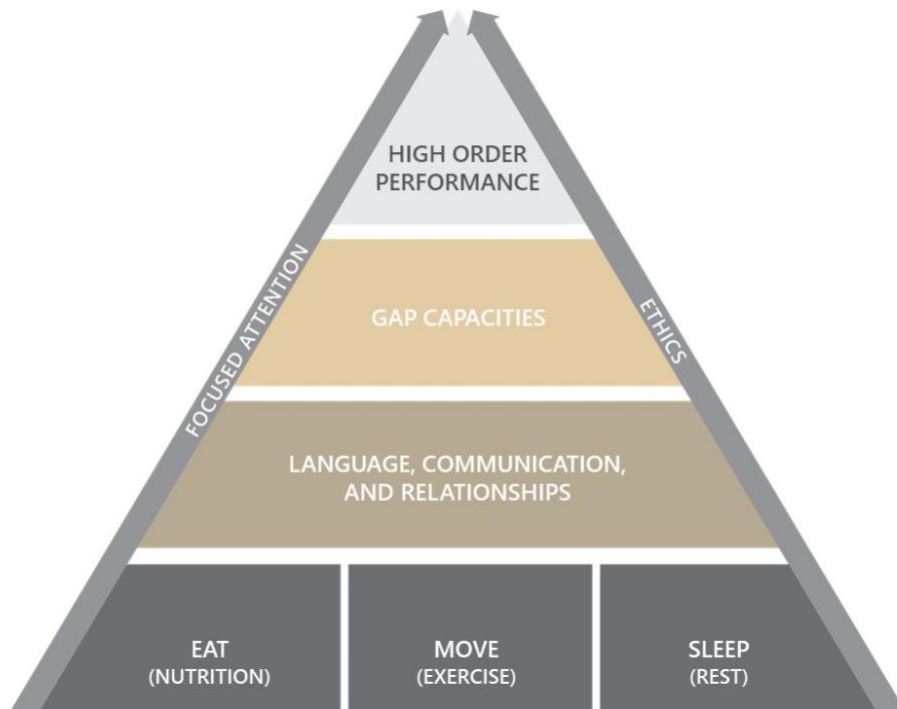 HIGH ORDER
PERFORMANCE
FOCUSED ATTENTION
ETHICS
GAP CAPACITIES
LANGUAGE, COMMUNICATION,
AND RELATIONSHIPS
EAT
(NUTRITION)
MOVE
(EXERCISE)
SLEEP
(REST)